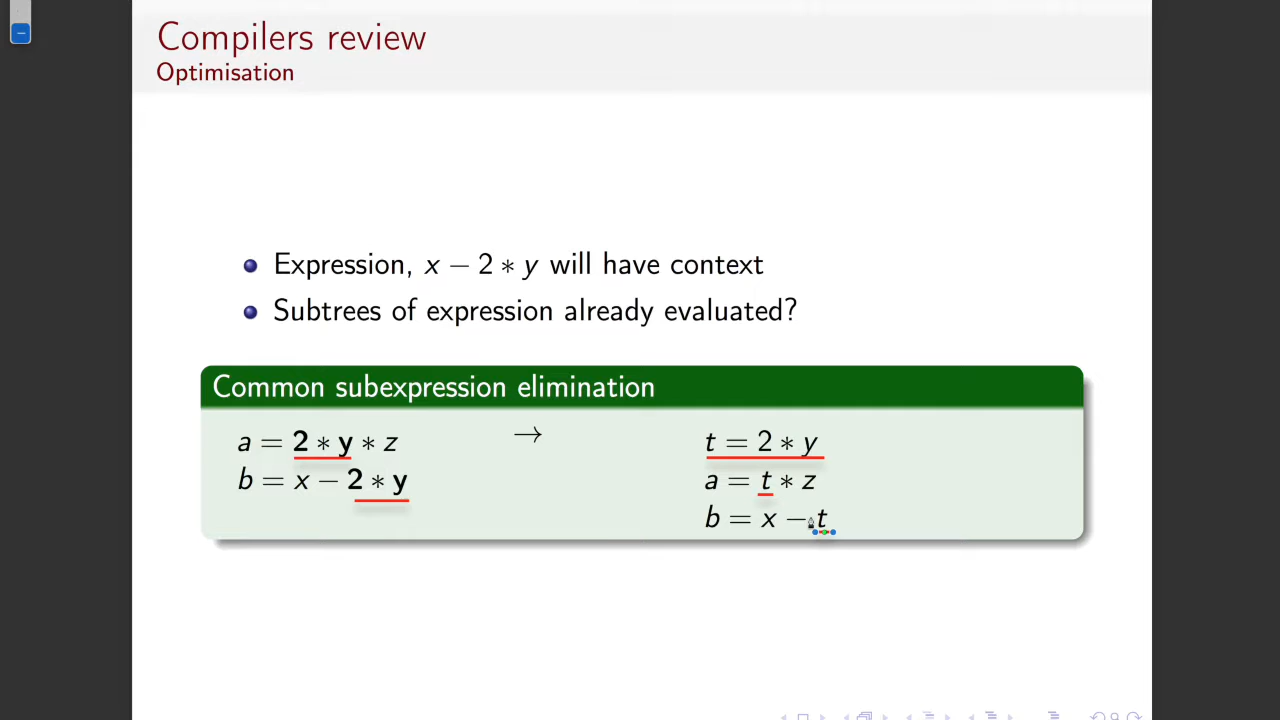 Compilers review
Optimisation
Expression, x − 2 ∗ y will have context
Subtrees of expression already evaluated?
Common subexpression elimination
a = 2 ∗ y ∗ z → t = 2 ∗ y
b = x − 2 ∗ y a = t ∗ z
b = x − t